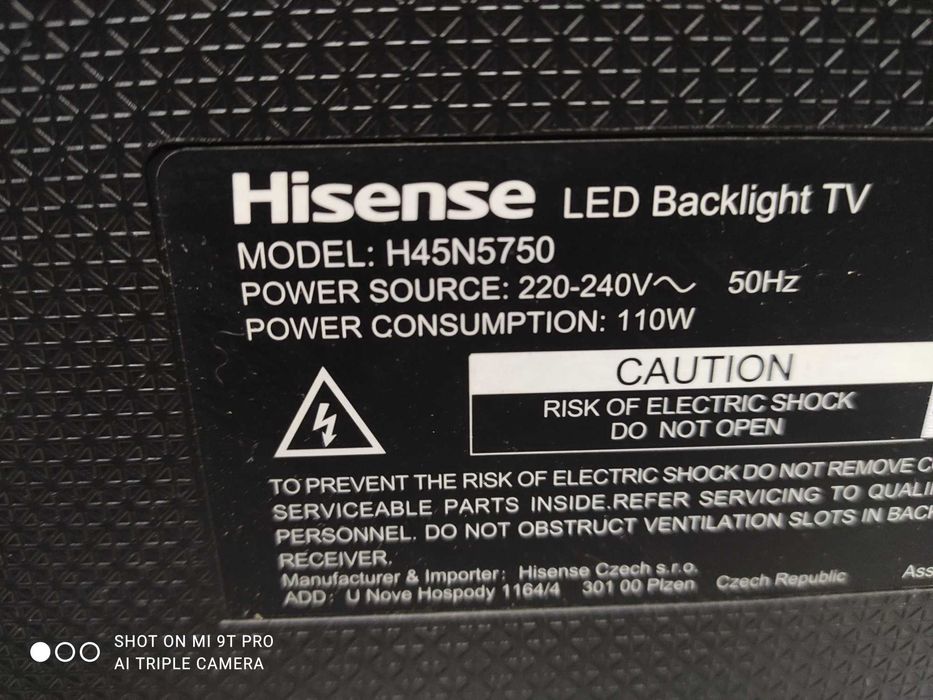 Hisense LED Backlight TV
MODEL: H45N5750
POWER SOURCE: 220-240V~ 50Hz
POWER CONSUMPTION: 110W
CAUTION
RISK OF ELECTRIC SHOCK
DO NOT OPEN
TO PREVENT THE RISK OF ELECTRIC SHOCK DO NOT REMOVE
SERVICEABLE PARTS INSIDE.REFER SERVICING TO
PERSONNEL. DO NOT OBSTRUCT VENTILATION SLOTS IN
RECEIVER.
Manufacturer & Importer: Hisense Czech s.r.o.
ADD: U Nove Hospody 1164/4 301 00 Plzen Czech Republic
SHOT ON MI 9T PRO
AI TRIPLE CAMERA